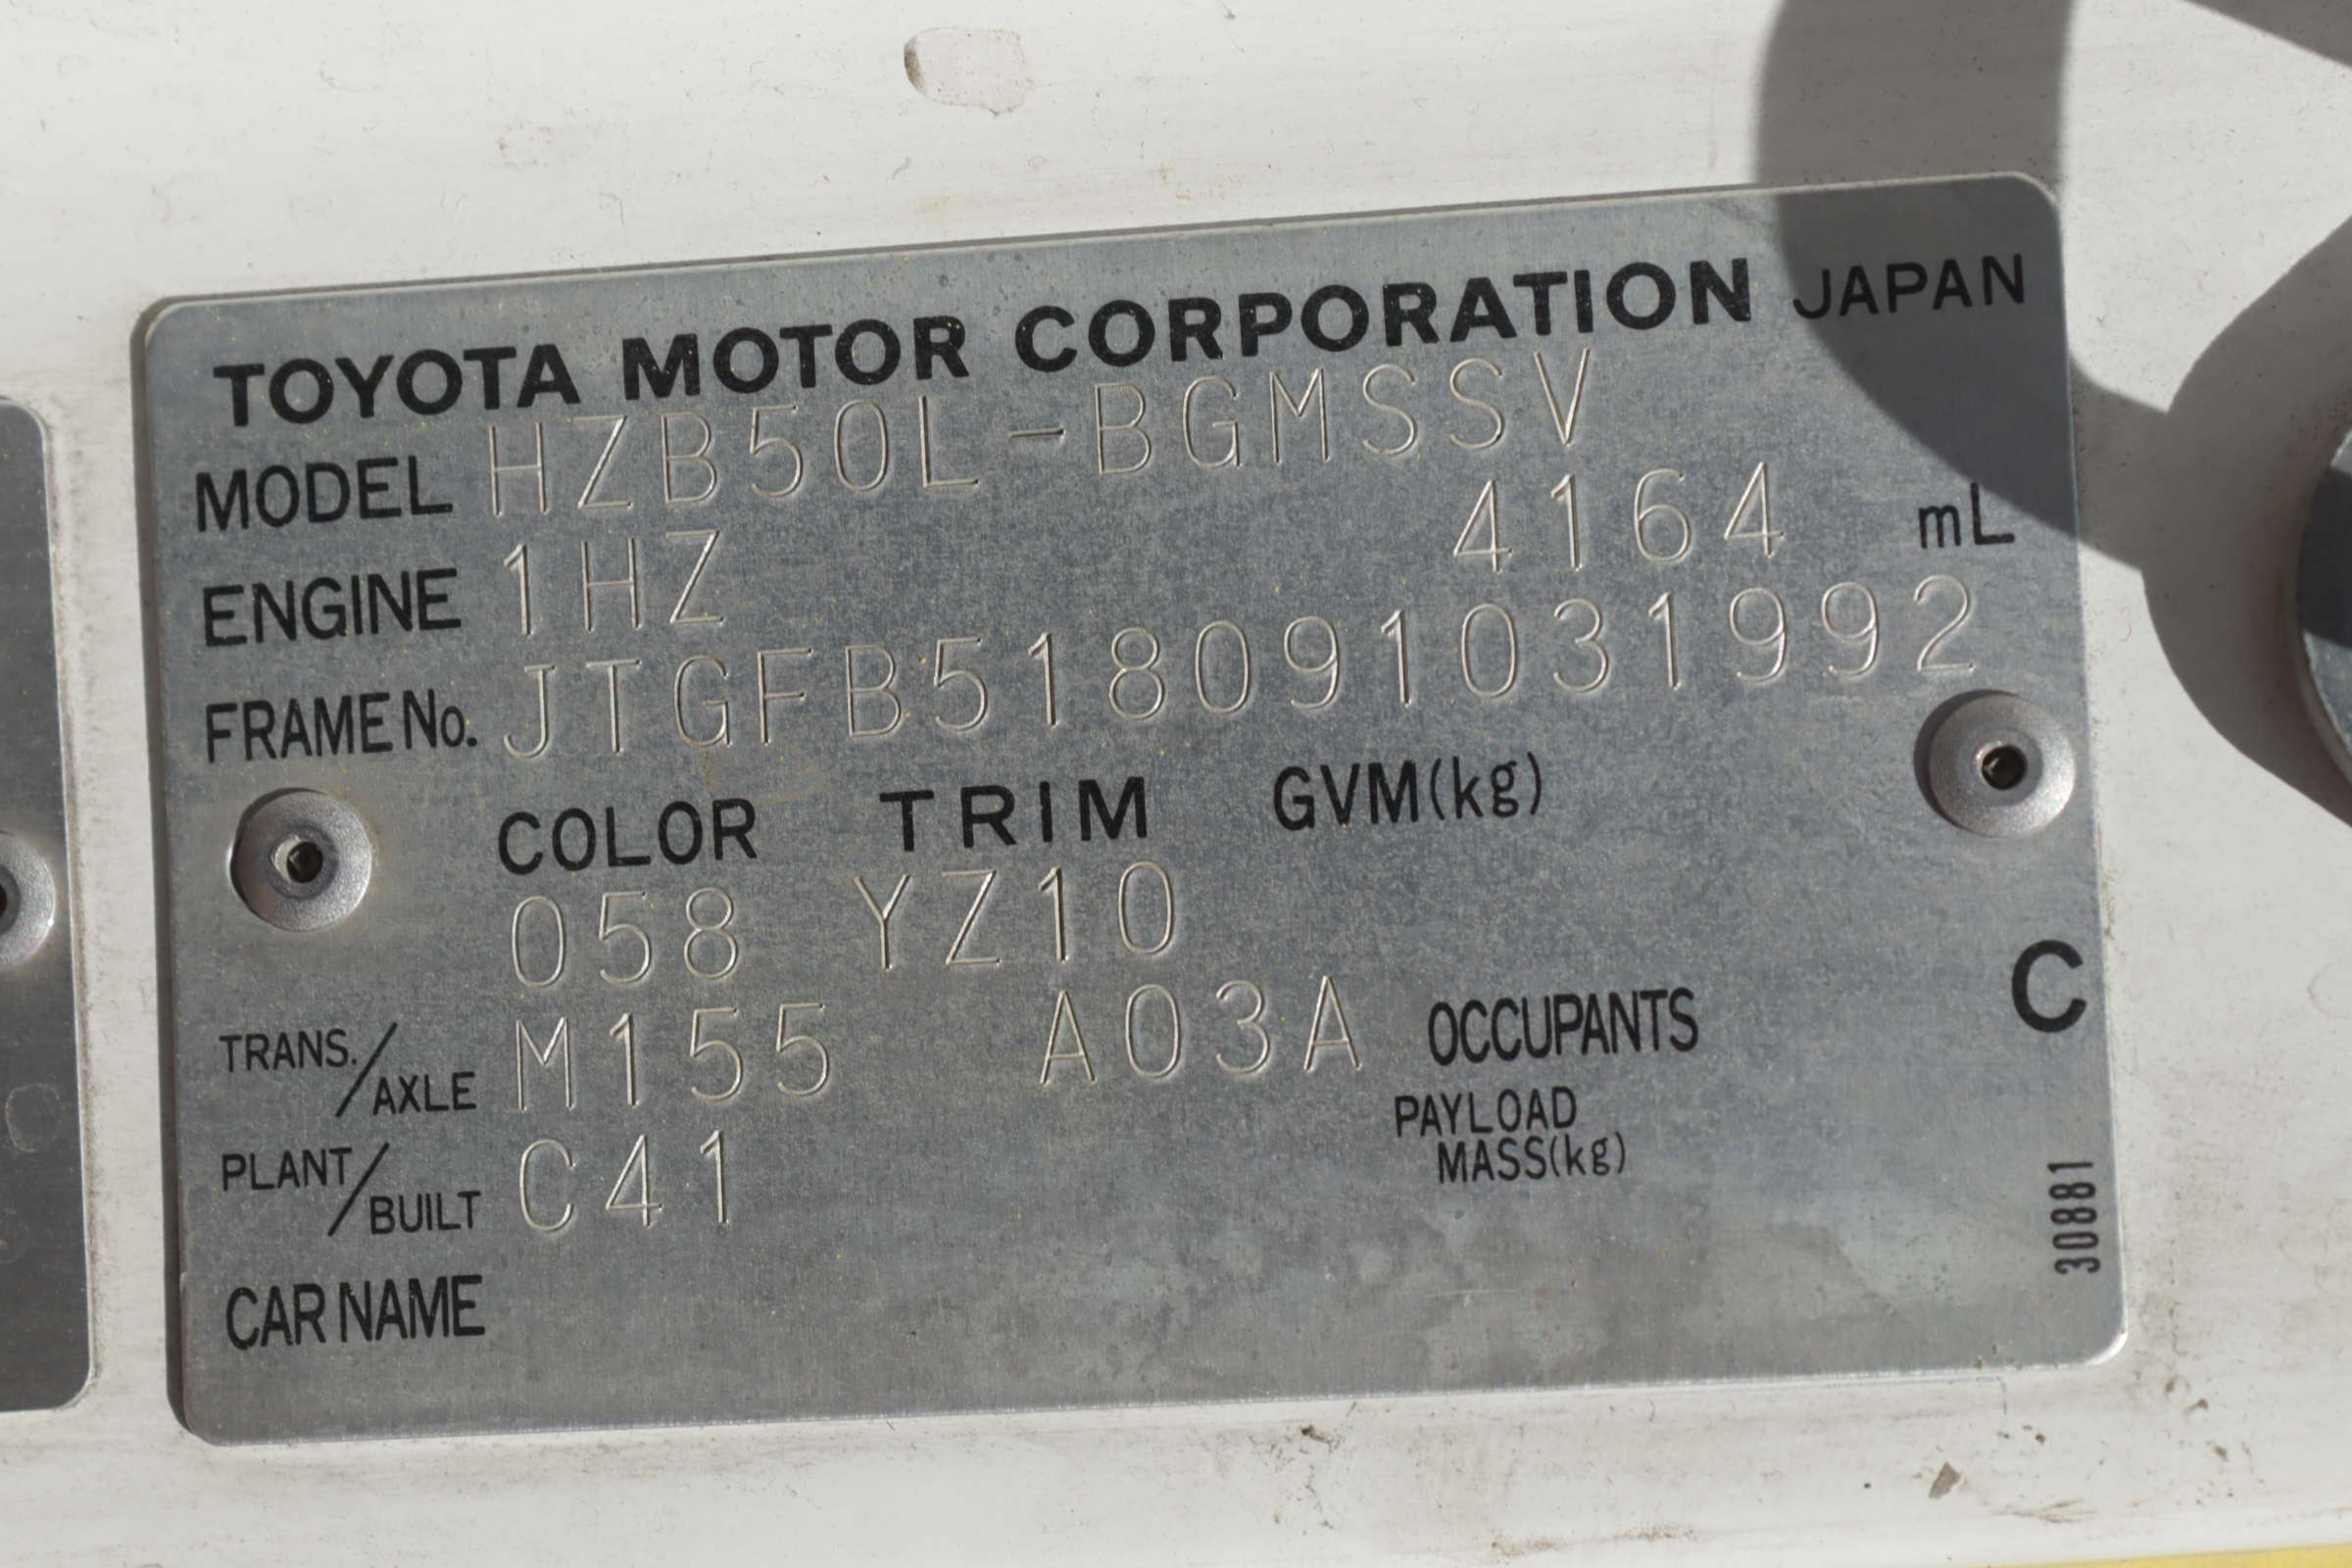 TOYOTA MOTOR CORPORATION JAPAN
MODEL HZB50L-BGMSSV
ENGINE 1HZ 4164 mL
FRAME No. JTGFB518091031992
COLOR TRIM GVM(kg)
058 YZ10
TRANS./AXLE M155 A03A OCCUPANTS
C
PAYLOAD
MASS(kg)
PLANT/BUILT C41
CAR NAME
30881